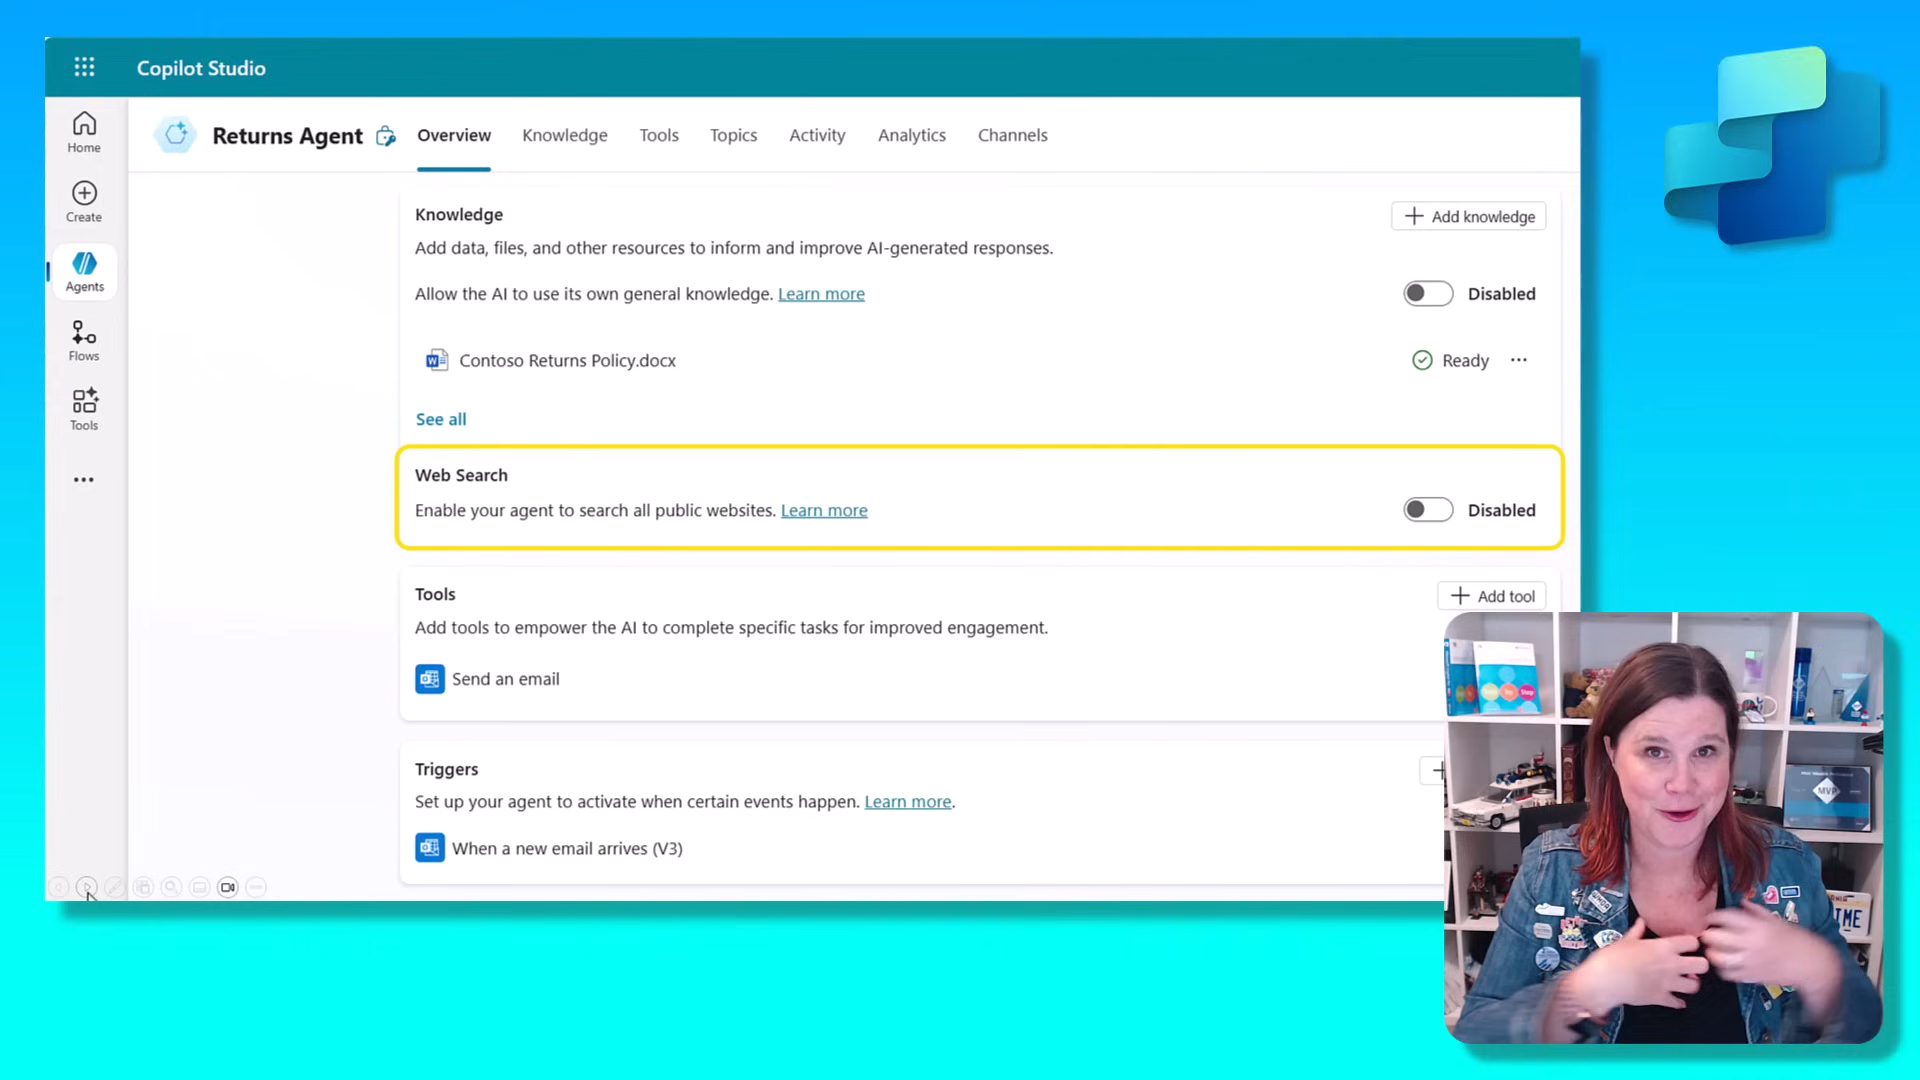 Copilot Studio
Home
Create
Agents
Flows
Tools
Returns Agent
Overview
Knowledge
Tools
Topics
Activity
Analytics
Channels
Knowledge
Add knowledge
Add data, files, and other resources to inform and improve AI-generated responses.
Allow the AI to use its own general knowledge. Learn more
Disabled
Contoso Returns Policy.docx
Ready
See all
Web Search
Enable your agent to search all public websites. Learn more
Disabled
Tools
Add tool
Add tools to empower the AI to complete specific tasks for improved engagement.
Send an email
Triggers
Set up your agent to activate when certain events happen. Learn more.
When a new email arrives (V3)
Step
MVP
IME